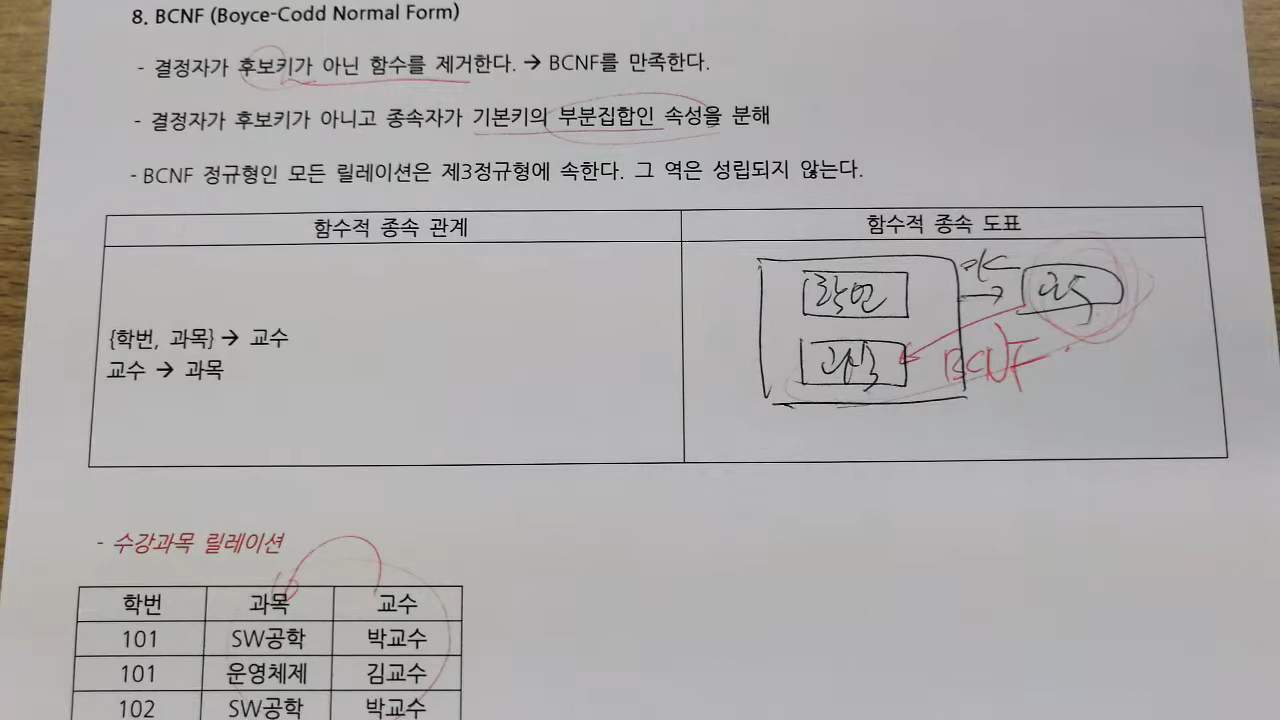 8. BCNF (Boyce-Codd Normal Form)
- 결정자가 후보키가 아닌 함수를 제거한다. → BCNF를 만족한다.
- 결정자가 후보키가 아니고 종속자가 기본키의 부분집합인 속성을 분해
- BCNF 정규형인 모든 릴레이션은 제3정규형에 속한다. 그 역은 성립되지 않는다.
함수적 종속 관계 함수적 종속 도표
{학번, 과목} → 교수
교수 → 과목
학번 → 교수
과목 BCNF
- 수강과목 릴레이션
학번 과목 교수
101 SW공학 박교수
101 운영체제 김교수
102 SW공학 박교수